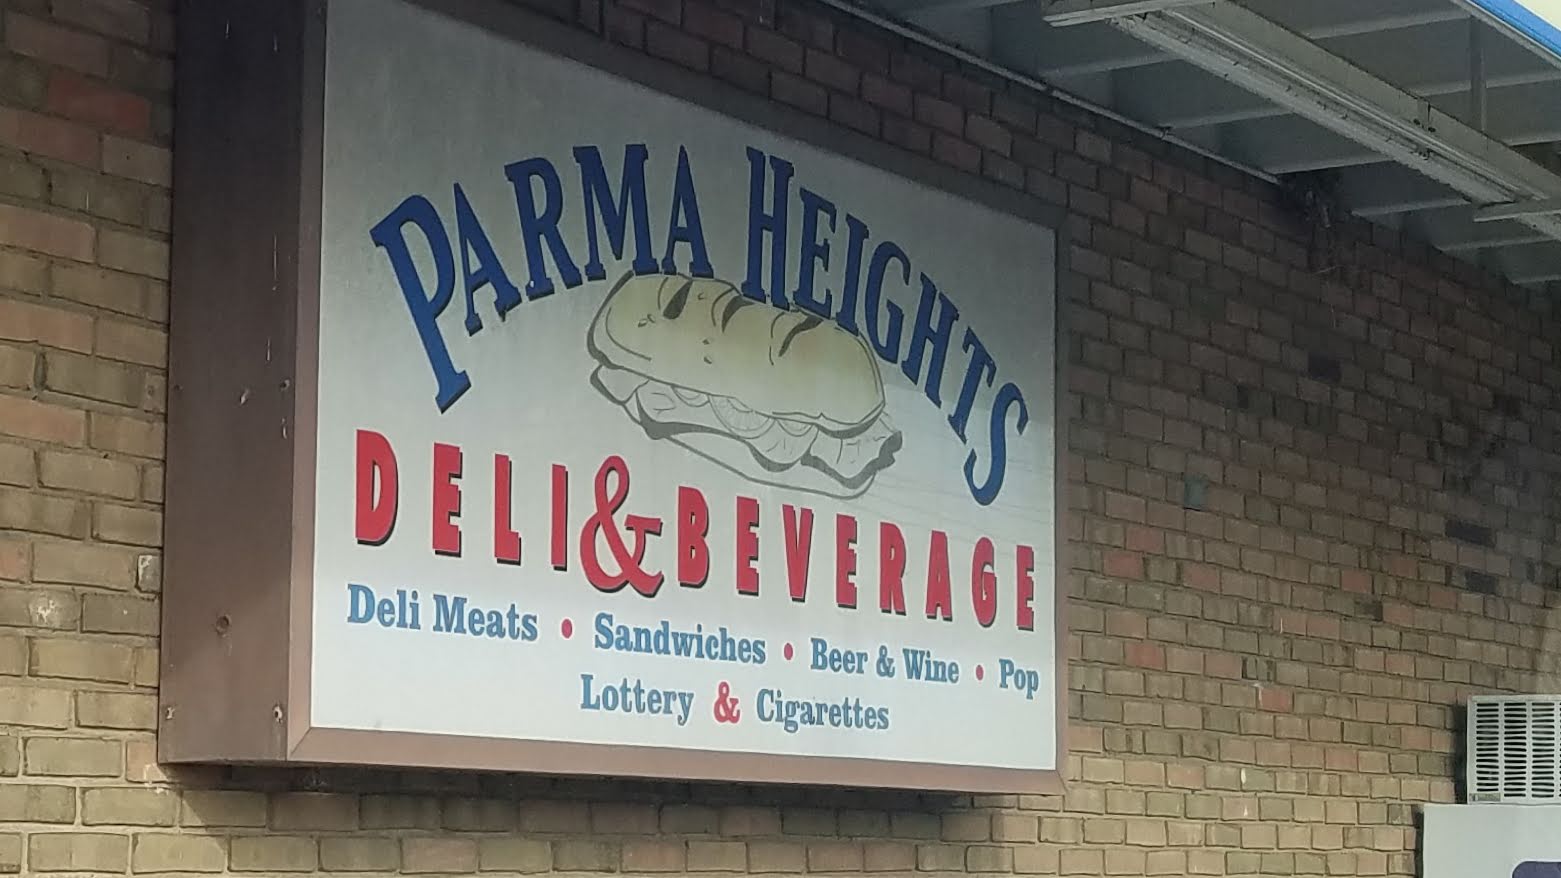 PARMA HEIGHTS
DELI & BEVERAGE
Deli Meats • Sandwiches • Beer & Wine • Pop
Lottery & Cigarettes